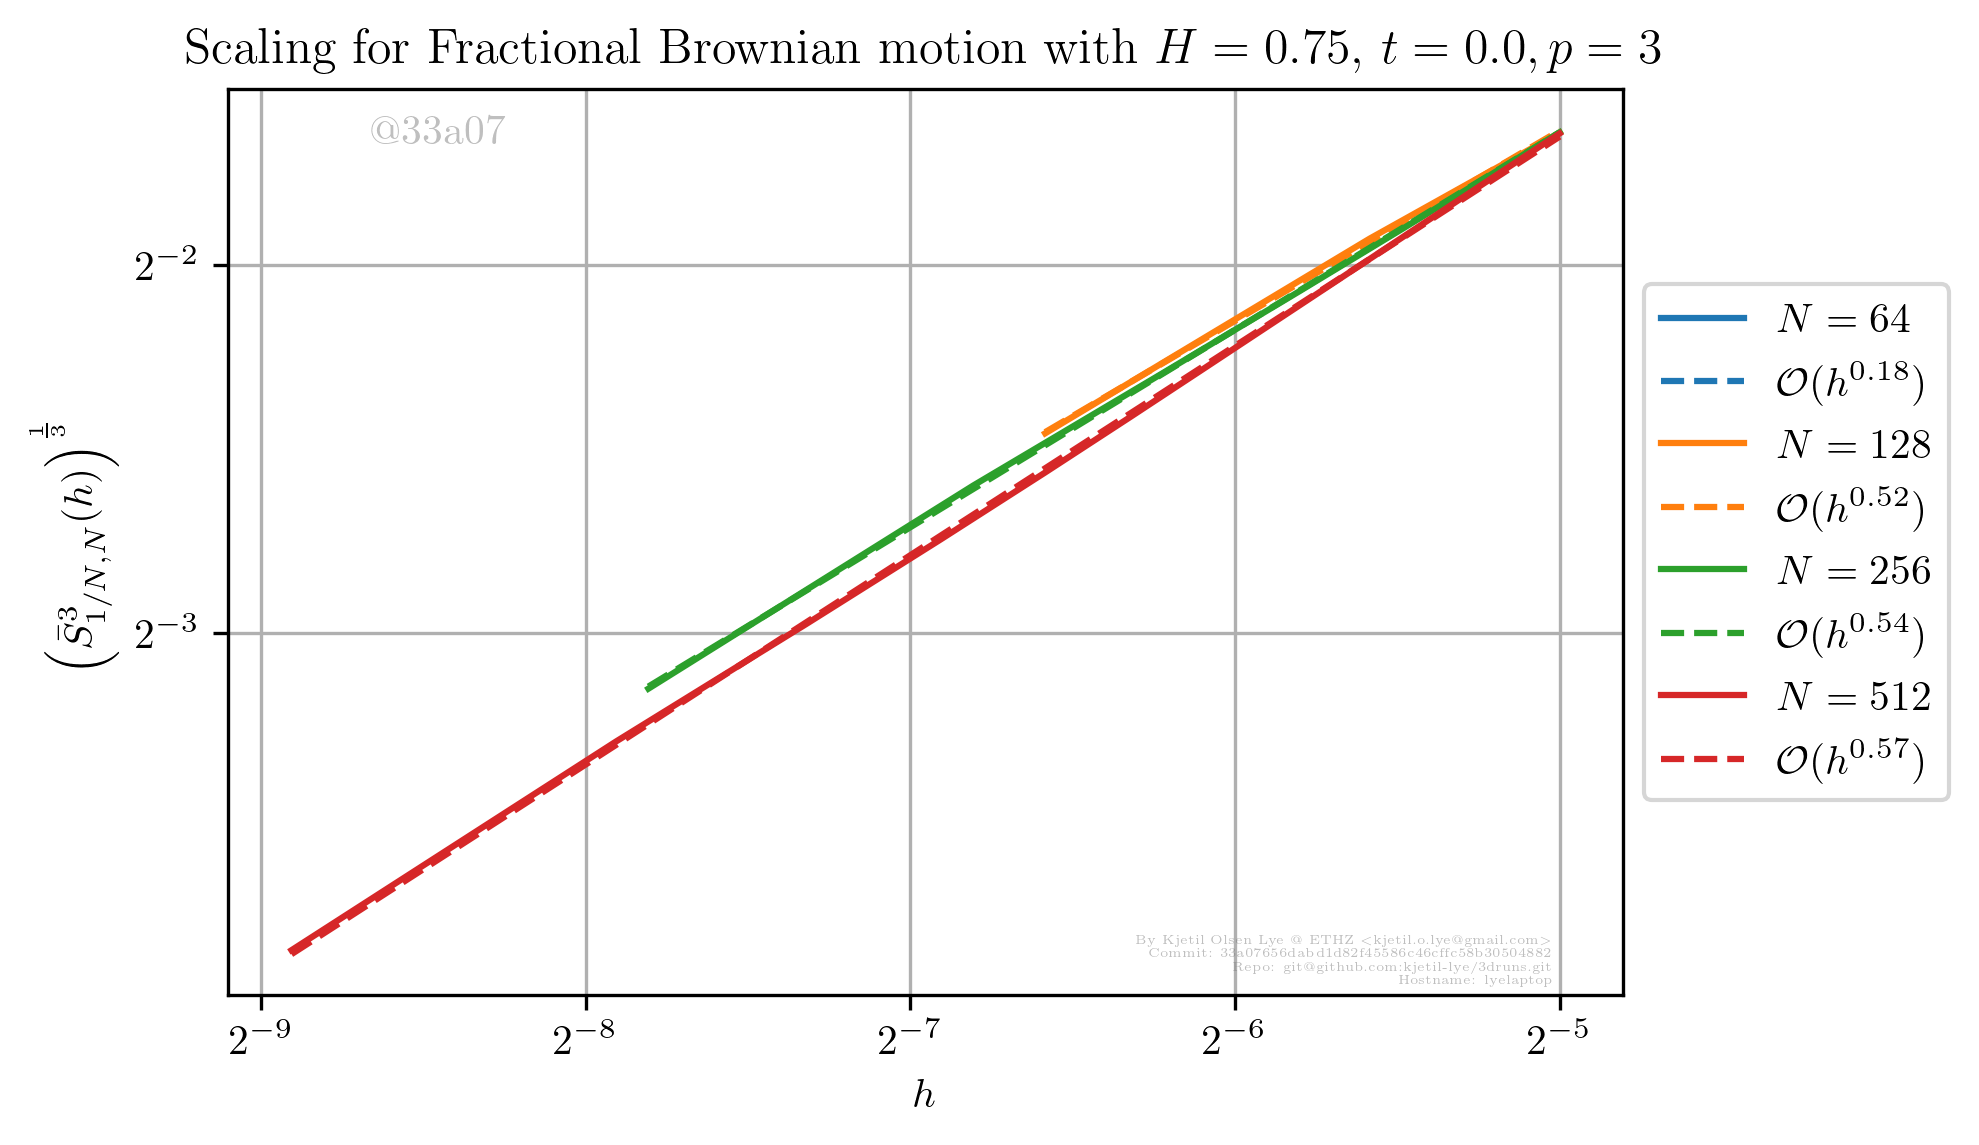 Scaling for Fractional Brownian motion with H = 0.75, t = 0.0, p = 3
@33a07
2⁻²
2⁻³
(S̄³₁/N,N(h))^(1/3)
N = 64
𝒪(h^0.18)
N = 128
𝒪(h^0.52)
N = 256
𝒪(h^0.54)
N = 512
𝒪(h^0.57)
By Kjetil Olsen Lye @ ETHZ <kjetil.o.lye@gmail.com>
Commit: 33a07656dabd1d82f45586c46cffc58b30504882
Repo: git@github.com:kjetil-lye/3druns.git
Hostname: lyelaptop
2⁻⁹ 2⁻⁸ 2⁻⁷ 2⁻⁶ 2⁻⁵
h